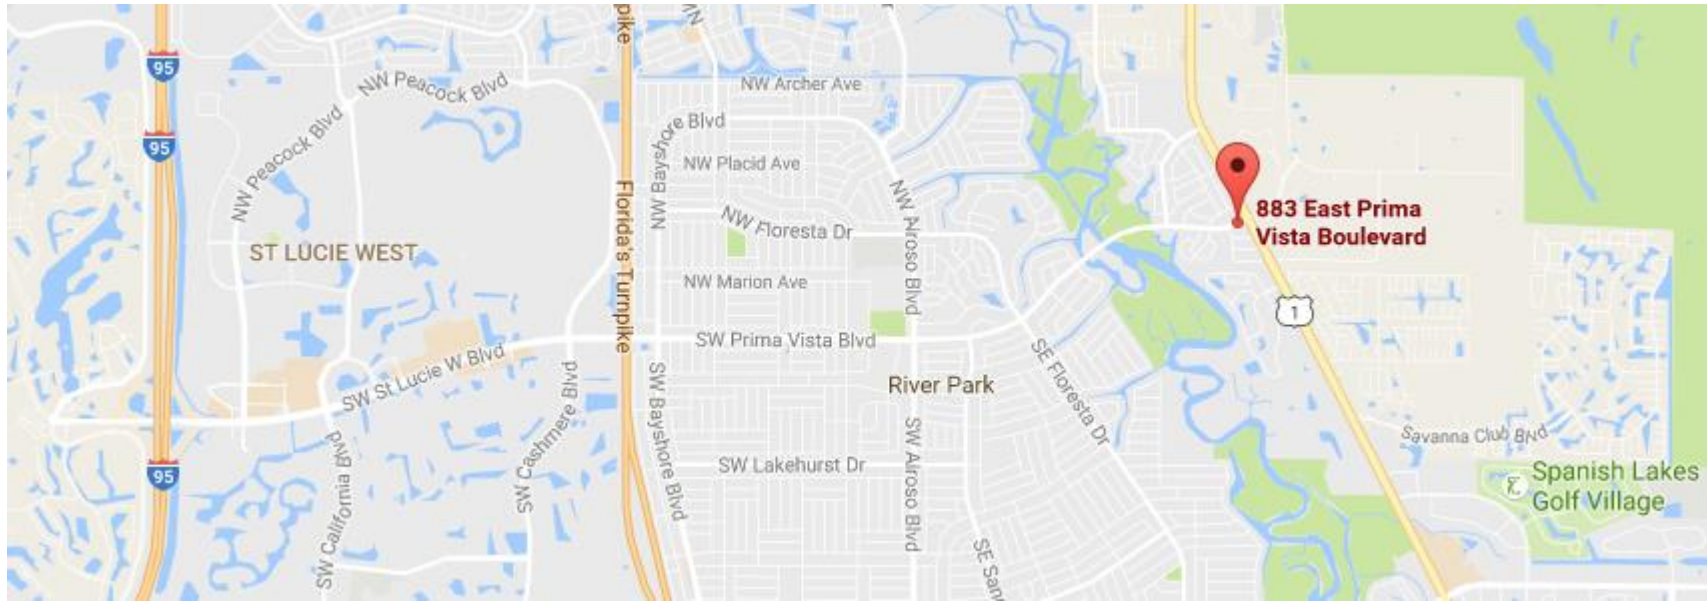 95
95
95
NW Peacock Blvd
NW Peacock Blvd
ST LUCIE WEST
SW St Lucie W Blvd
SW California Blvd
SW Cashmere Blvd
pike
Florida's Turnpike
NW Archer Ave
NW Bayshore Blvd
NW Placid Ave
NW Floresta Dr
NW Airoso Blvd
NW Marion Ave
SW Prima Vista Blvd
River Park
SE Floresta Dr
SW Bayshore Blvd
SW Lakehurst Dr
SW Airoso Blvd
883 East Prima
Vista Boulevard
1
Savanna Club Blvd
Spanish Lakes
Golf Village